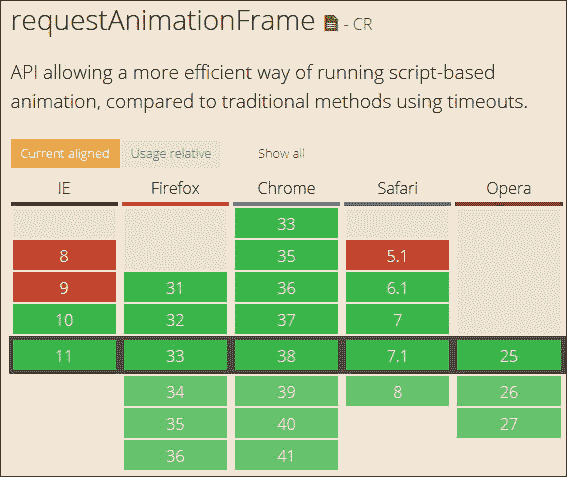 requestAnimationFrame - CR
API allowing a more efficient way of running script-based
animation, compared to traditional methods using timeouts.
Current aligned Usage relative Show all
IE Firefox Chrome Safari Opera
33
8 35 5.1
9 31 36 6.1
10 32 37 7
11 33 38 7.1 25
34 39 8 26
35 40 27
36 41